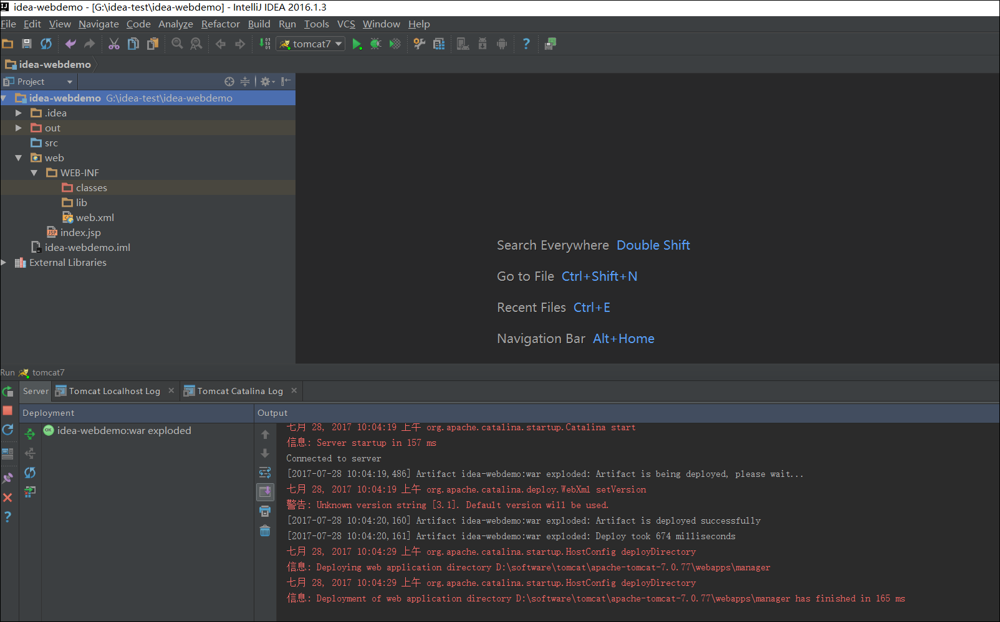 idea-webdemo - [G:\idea-test\idea-webdemo] - IntelliJ IDEA 2016.1.3
File Edit View Navigate Code Analyze Refactor Build Run Tools VCS Window Help
tomcat7
idea-webdemo
Project
idea-webdemo G:\idea-test\idea-webdemo
.idea
out
src
web
WEB-INF
classes
lib
web.xml
index.jsp
idea-webdemo.iml
External Libraries
Search Everywhere Double Shift
Go to File Ctrl+Shift+N
Recent Files Ctrl+E
Navigation Bar Alt+Home
Run tomcat7
Server Tomcat Localhost Log Tomcat Catalina Log
Deployment
OK idea-webdemo:war exploded
Output
七月 28, 2017 10:04:19 上午 org.apache.catalina.startup.Catalina start
信息: Server startup in 157 ms
Connected to server
[2017-07-28 10:04:19,486] Artifact idea-webdemo:war exploded: Artifact is being deployed, please wait...
七月 28, 2017 10:04:19 上午 org.apache.catalina.deploy.WebXml setVersion
警告: Unknown version string [3.1]. Default version will be used.
[2017-07-28 10:04:20,160] Artifact idea-webdemo:war exploded: Artifact is deployed successfully
[2017-07-28 10:04:20,161] Artifact idea-webdemo:war exploded: Deploy took 674 milliseconds
七月 28, 2017 10:04:29 上午 org.apache.catalina.startup.HostConfig deployDirectory
信息: Deploying web application directory D:\software\tomcat\apache-tomcat-7.0.77\webapps\manager
七月 28, 2017 10:04:29 上午 org.apache.catalina.startup.HostConfig deployDirectory
信息: Deployment of web application directory D:\software\tomcat\apache-tomcat-7.0.77\webapps\manager has finished in 165 ms